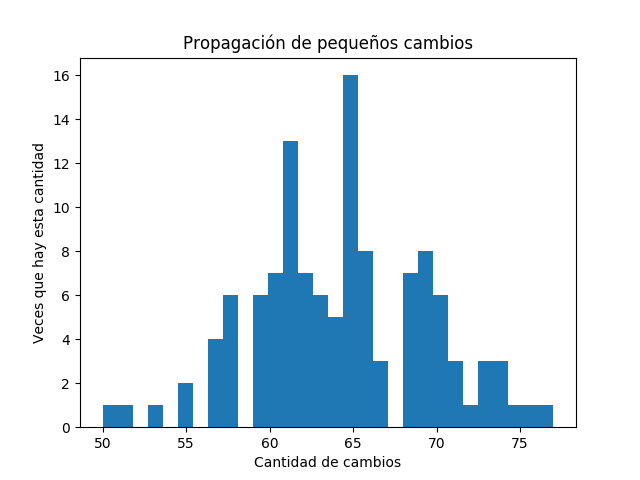 Propagación de pequeños cambios
16
14
12
10
8
6
4
2
0
Veces que hay esta cantidad
50 55 60 65 70 75
Cantidad de cambios